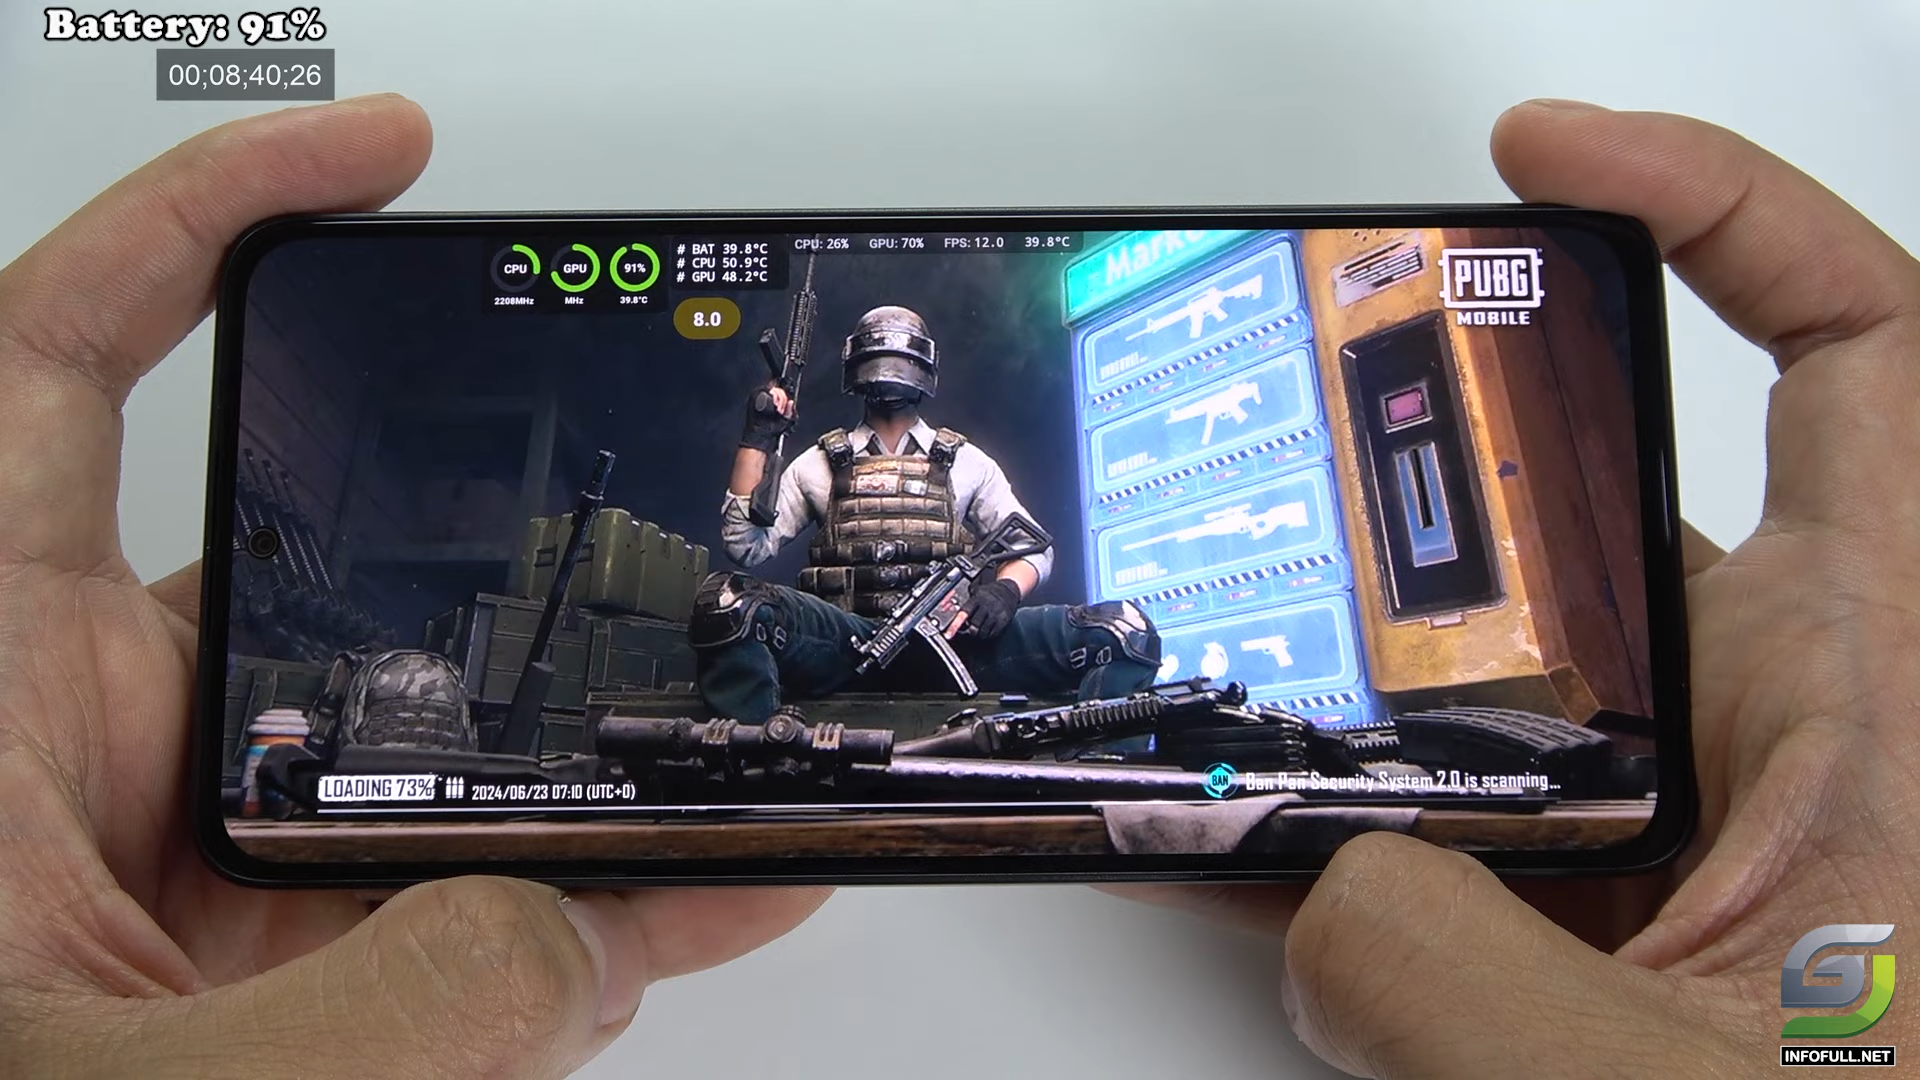 Battery: 91%
00;08;40;26
CPU
GPU
91%
2208MHz
MHz
39.8°C
# BAT 39.8°C
# CPU 50.9°C
# GPU 48.2°C
CPU: 26% GPU: 70% FPS: 12.0 39.8°C
8.0
Marke
PUBG
MOBILE
LOADING 73%
2024/06/23 07:10 (UTC+0)
BAN
Ban Pan Security System 2.0 is scanning...
INFOFULL.NET